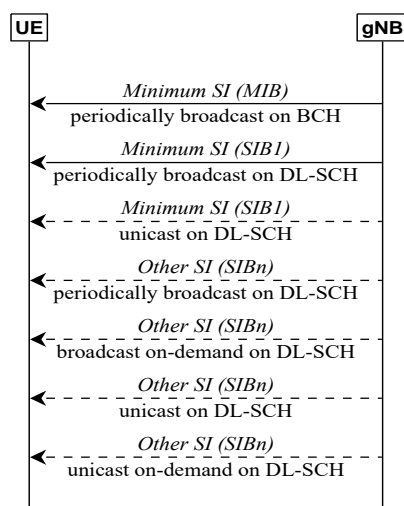 UE gNB
Minimum SI (MIB)
periodically broadcast on BCH
Minimum SI (SIB1)
periodically broadcast on DL-SCH
Minimum SI (SIB1)
unicast on DL-SCH
Other SI (SIBn)
periodically broadcast on DL-SCH
Other SI (SIBn)
broadcast on-demand on DL-SCH
Other SI (SIBn)
unicast on DL-SCH
Other SI (SIBn)
unicast on-demand on DL-SCH